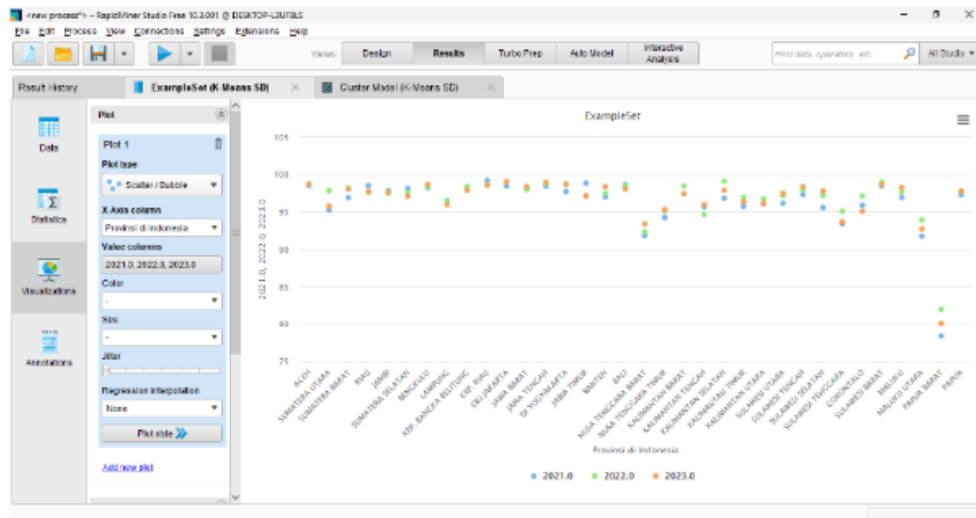 <new process*> – RapidMiner Studio Free 10.3.001 @ DESKTOP-L3UF8LS
File Edit Process View Connections Settings Extensions Help
Views: Design Results Turbo Prep Auto Model Interactive Analysis
Find data, operators...etc All Studio
Result History ExampleSet (K-Means SD) Cluster Model (K-Means SD)
Data
Statistics
Visualizations
Annotations
Plot
Plot 1
Plot type
Scatter / Bubble
X-Axis column
Provinsi di Indonesia
Value columns
2021.0, 2022.0, 2023.0
Color
-
Size
-
Jitter
Regression Interpolation
None
Plot style
Add new plot
ExampleSet
2021.0, 2022.0, 2023.0
105
100
95
90
85
80
75
ACEH
SUMATERA UTARA
SUMATERA BARAT
RIAU
JAMBI
SUMATERA SELATAN
BENGKULU
LAMPUNG
KEP. BANGKA BELITUNG
KEP. RIAU
DKI JAKARTA
JAWA BARAT
JAWA TENGAH
DI YOGYAKARTA
JAWA TIMUR
BANTEN
BALI
NUSA TENGGARA BARAT
NUSA TENGGARA TIMUR
KALIMANTAN BARAT
KALIMANTAN TENGAH
KALIMANTAN SELATAN
KALIMANTAN TIMUR
KALIMANTAN UTARA
SULAWESI UTARA
SULAWESI TENGAH
SULAWESI SELATAN
SULAWESI TENGGARA
GORONTALO
SULAWESI BARAT
MALUKU
MALUKU UTARA
PAPUA BARAT
PAPUA
Provinsi di Indonesia
2021.0 2022.0 2023.0